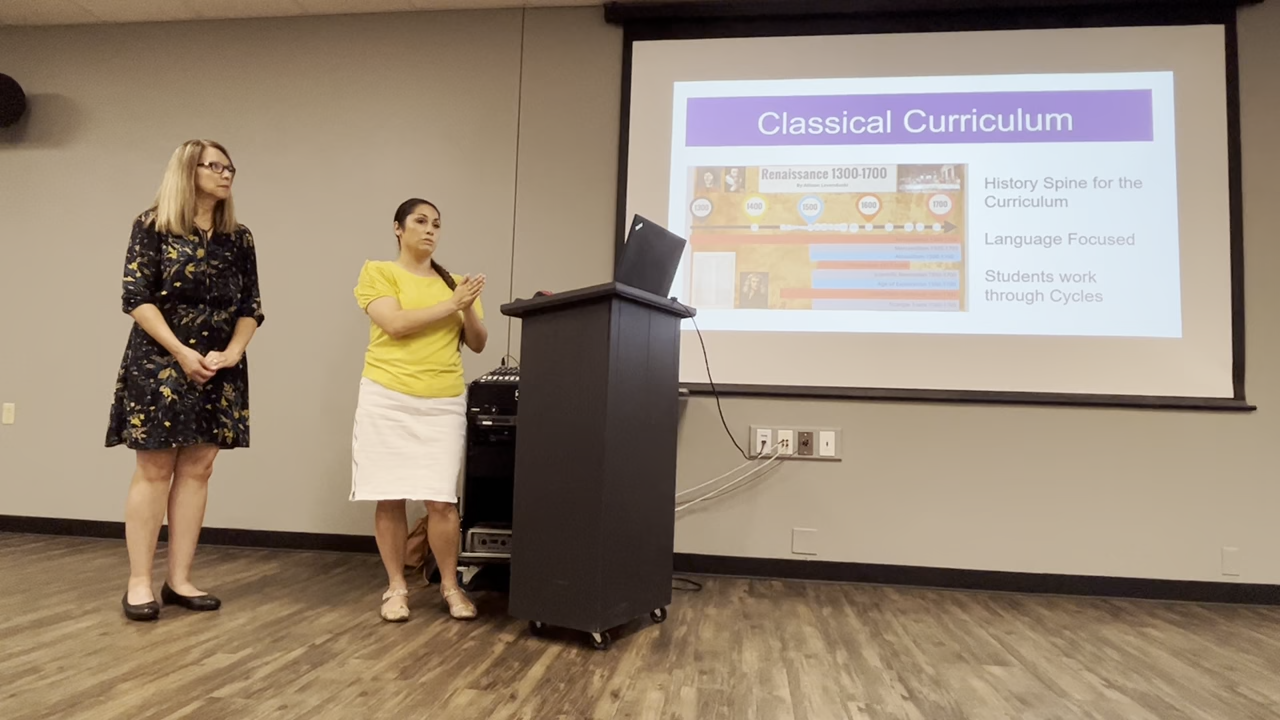 Classical Curriculum
Renaissance 1300-1700
1300
1400
1500
1600
1700
History Spine for the
Curriculum
Language Focused
Students work
through Cycles